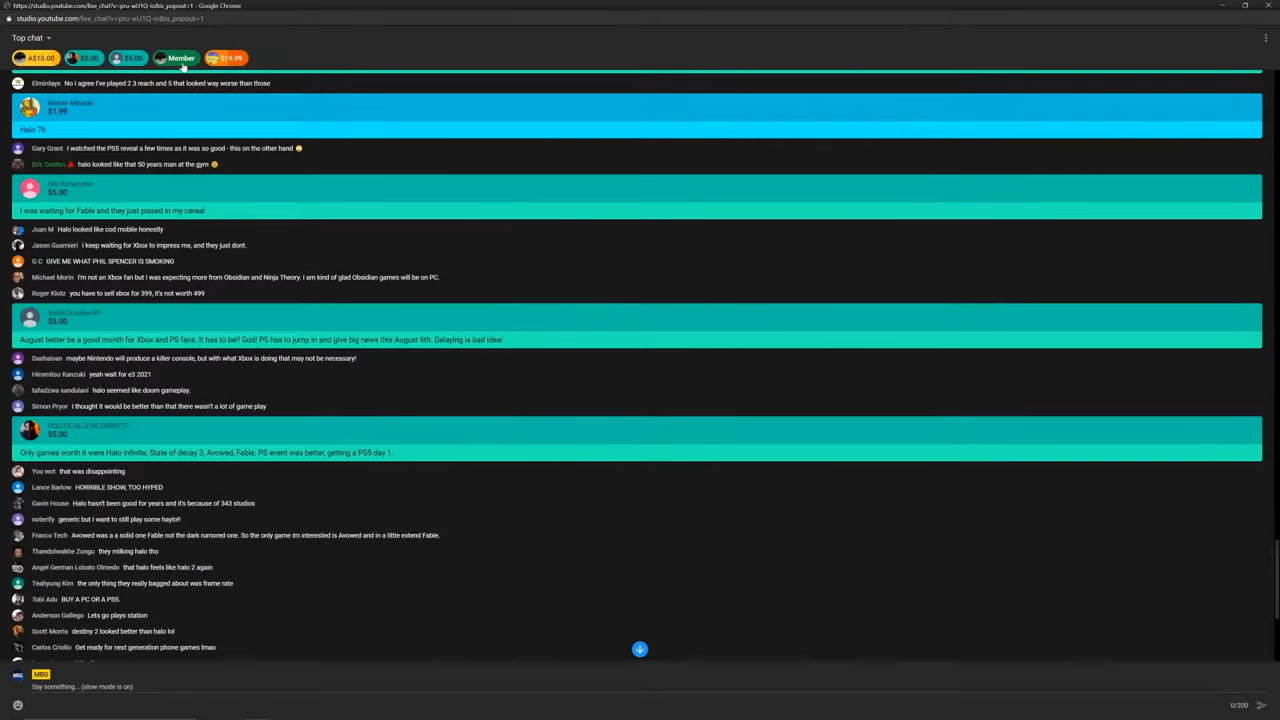 https://studio.youtube.com/live_chat?v=pru-wU1Q-io&is_popout=1 - Google Chrome
studio.youtube.com/live_chat?v=pru-wU1Q-io&is_popout=1
Top chat
A$10.00 $5.00 $5.00 Member $19.99
Elmirdays No I agree I've played 2 3 reach and 5 that looked way worse than those
Mister Miracle
$1.99
Halo 76
Gary Grant I watched the PS5 reveal a few times as it was so good - this on the other hand
Eric Golden halo looked like that 50 years man at the gym
$5.00
I was waiting for Fable and they just pissed in my cereal
Juan M Halo looked like cod mobile honestly
Jason Guarnieri I keep waiting for Xbox to impress me, and they just dont.
G C GIVE ME WHAT PHIL SPENCER IS SMOKING
Michael Morin I'm not an Xbox fan but I was expecting more from Obsidian and Ninja Theory. I am kind of glad Obsidian games will be on PC.
Roger Klotz you have to sell xbox for 399, it's not worth 499
SolidCrusader89
$5.00
August better be a good month for Xbox and PS fans. It has to be!! God! PS has to jump in and give big news this August 6th. Delaying is bad idea!
Dashaivan maybe Nintendo will produce a killer console, but with what Xbox is doing that may not be necessary!
Hiromitsu Kanzuki yeah wait for e3 2021
tafadzwa sandulani halo seemed like doom gameplay.
Simon Pryor I thought it would be better than that there wasn't a lot of game play
POLITICALLYINCORRECT-
$5.00
Only games worth it were Halo Infinite, State of decay 3, Avowed, Fable. PS event was better, getting a PS5 day 1.
You wot that was disappointing
Lance Barlow HORRIBLE SHOW, TOO HYPED
Gavin House Halo hasn't been good for years and it's because of 343 studios
noterify generic but I want to still play some haylo!!
Franco Tech Avowed was a a solid one Fable not the dark rumored one. So the only game im interested is Avowed and in a little extend Fable.
Thandolwakhe Zungu they milking halo tho
Angel German Lobato Olmedo that halo feels like halo 2 again
Teahyung Kim the only thing they really bagged about was frame rate
Tobi Adu BUY A PC OR A PS5.
Anderson Gallego Lets go plays station
Scott Morris destiny 2 looked better than halo lol
Carlos Criollo Get ready for next generation phone games lmao
MBG
Say something... (slow mode is on)
0/200